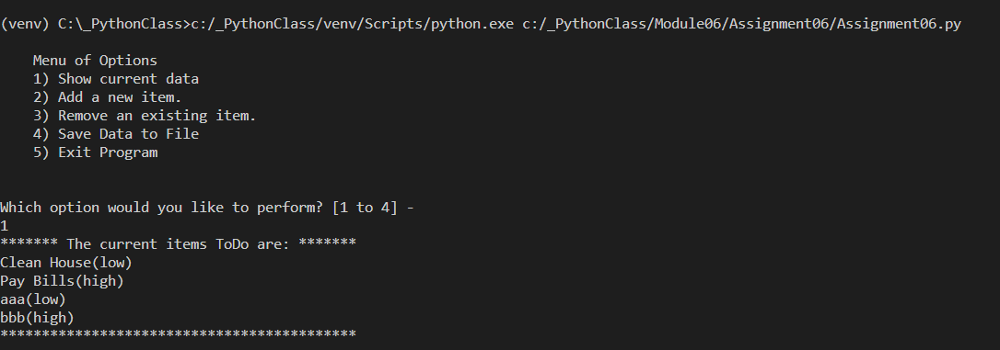 (venv) C:\_PythonClass>c:/_PythonClass/venv/Scripts/python.exe c:/_PythonClass/Module06/Assignment06/Assignment06.py
Menu of Options
1) Show current data
2) Add a new item.
3) Remove an existing item.
4) Save Data to File
5) Exit Program
Which option would you like to perform? [1 to 4] -
1
******* The current items ToDo are: *******
Clean House(low)
Pay Bills(high)
aaa(low)
bbb(high)
*******************************************